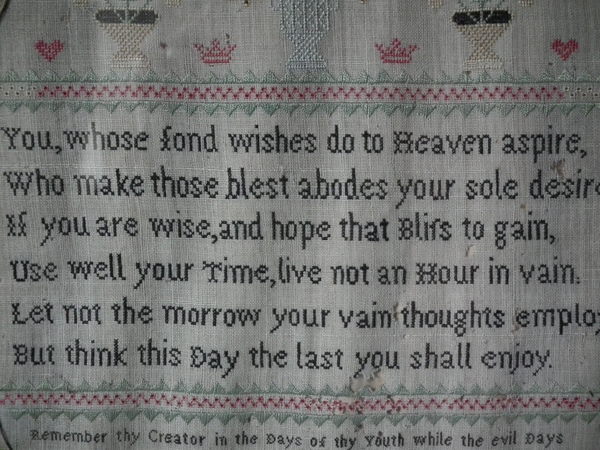 You, whose fond wishes do to Heaven aspire,
Who make those blest abodes your sole desir
If you are wise, and hope that Bliſs to gain,
Use well your Time, live not an Hour in vain.
Let not the morrow your vain thoughts employ
But think this Day the last you shall enjoy.
Remember thy Creator in the Days of thy Youth while the evil Days